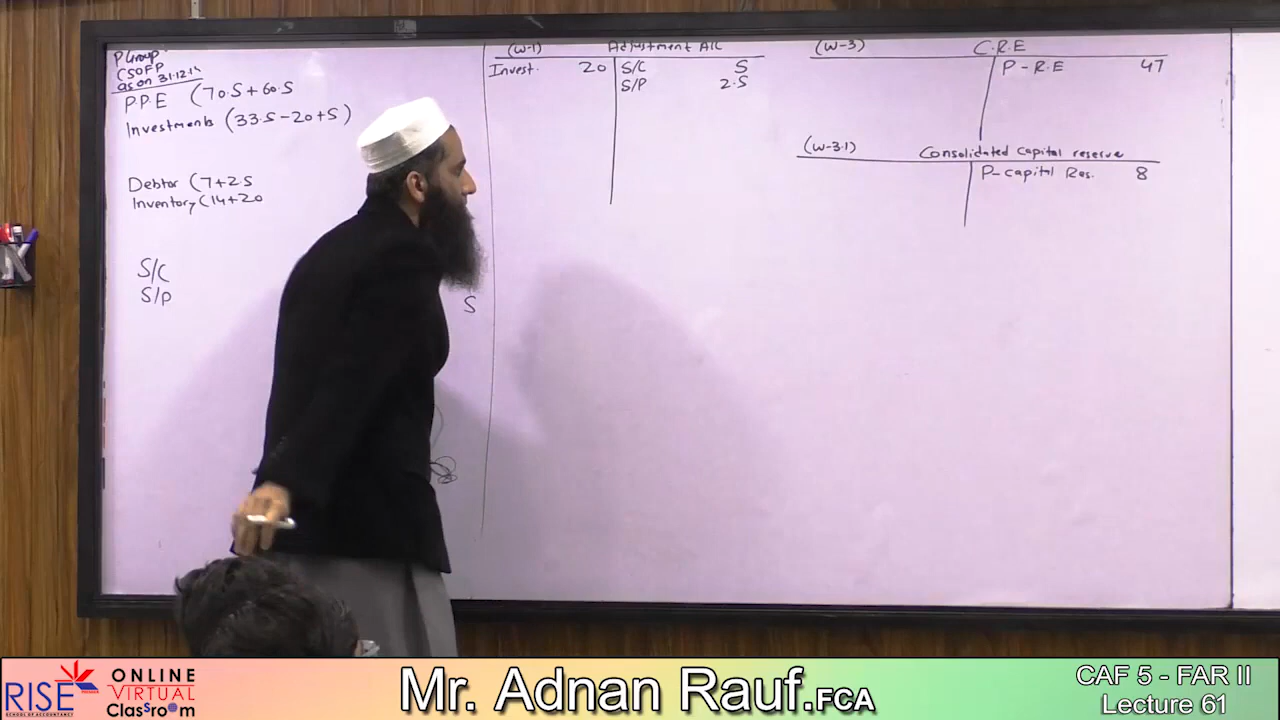 P Group
CSOFP
as on 31.12.14
P.P.E (70.5+60.5
Investments (33.5-20+5)
Debtor (7+2.5
Inventory (14+20
S/C
S/P
5
(W-1) Adjustment A/C
Invest. 20 S/C 5
S/P 2.5
(W-3) C.R.E
P-R.E 47
(W-3.1) Consolidated capital reserve
P-capital Res. 8
RISE
SCHOOL OF ACCOUNTANCY
ONLINE
VIRTUAL
Classroom
Mr. Adnan Rauf.FCA
CAF 5 - FAR II
Lecture 61